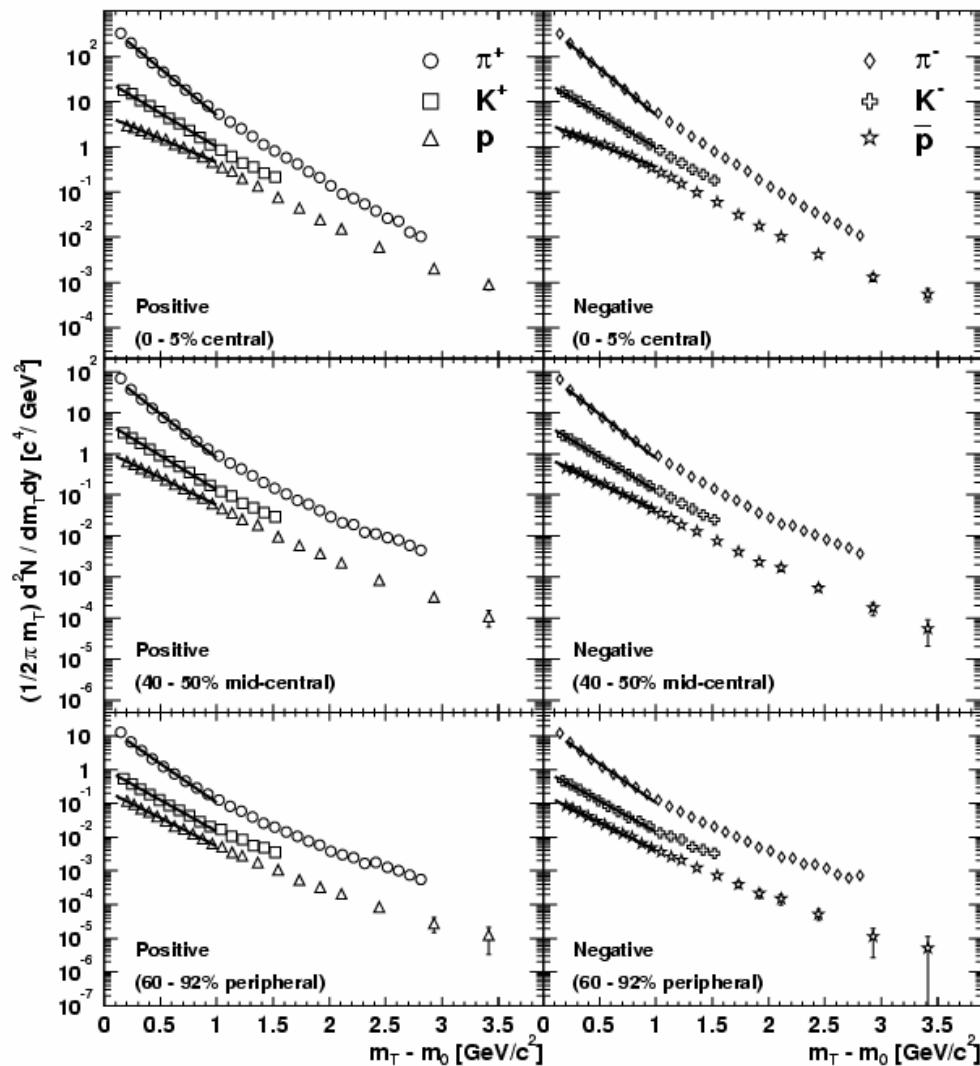 10² π⁺ π⁻
10 K⁺ K⁻
1 p p̅
10⁻¹
10⁻²
10⁻³
10⁻⁴
Positive Negative
(0 - 5% central) (0 - 5% central)
(1/2π m_T) d²N / dm_T dy [c⁴/ GeV²]
10²
10
1
10⁻¹
10⁻²
10⁻³
10⁻⁴
10⁻⁵
10⁻⁶
Positive Negative
(40 - 50% mid-central) (40 - 50% mid-central)
10
1
10⁻¹
10⁻²
10⁻³
10⁻⁴
10⁻⁵
10⁻⁶
10⁻⁷
Positive Negative
(60 - 92% peripheral) (60 - 92% peripheral)
0 0.5 1 1.5 2 2.5 3 3.5 0 0.5 1 1.5 2 2.5 3 3.5
m_T - m₀ [GeV/c²] m_T - m₀ [GeV/c²]